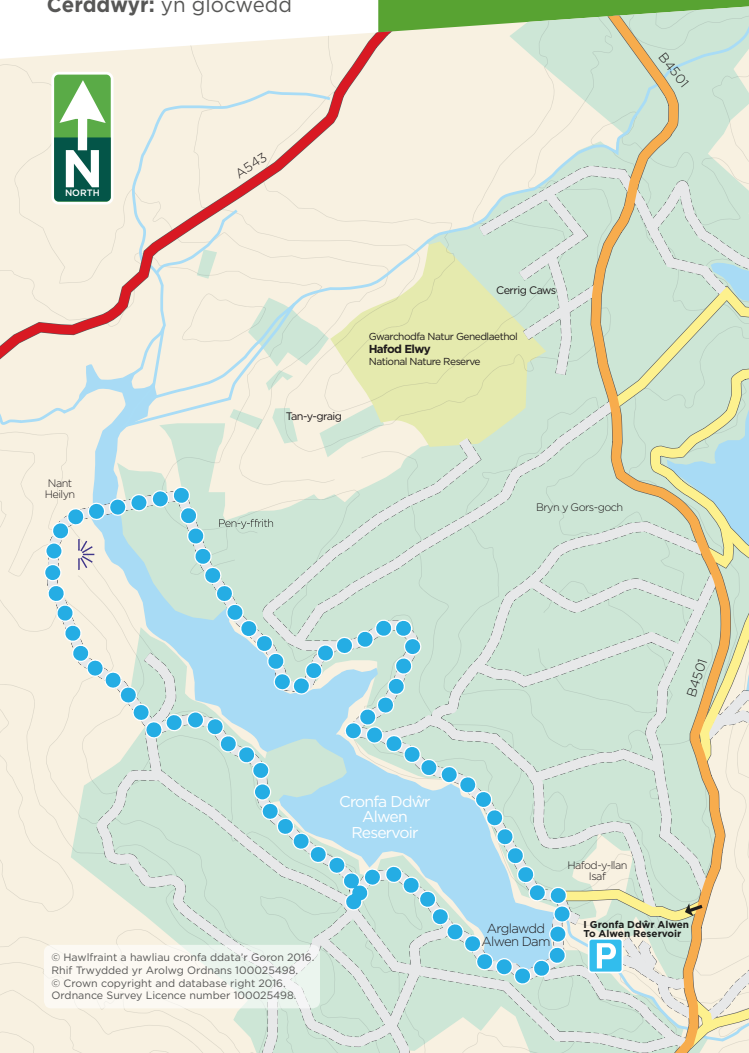 Cerddwyr: yn glocwedd
B4501
N
NORTH
A543
Cerrig Caws
Gwarchodfa Natur Genedlaethol
Hafod Elwy
National Nature Reserve
Tan-y-graig
Nant
Heilyn
Pen-y-ffrith
Bryn y Gors-goch
B4501
Cronfa Ddŵr
Alwen
Reservoir
Hafod-y-llan
Isaf
Arglawdd
Alwen Dam
I Gronfa Ddŵr Alwen
To Alwen Reservoir
P
© Hawlfraint a hawliau cronfa ddata'r Goron 2016.
Rhif Trwydded yr Arolwg Ordnans 100025498.
© Crown copyright and database right 2016.
Ordnance Survey Licence number 100025498.